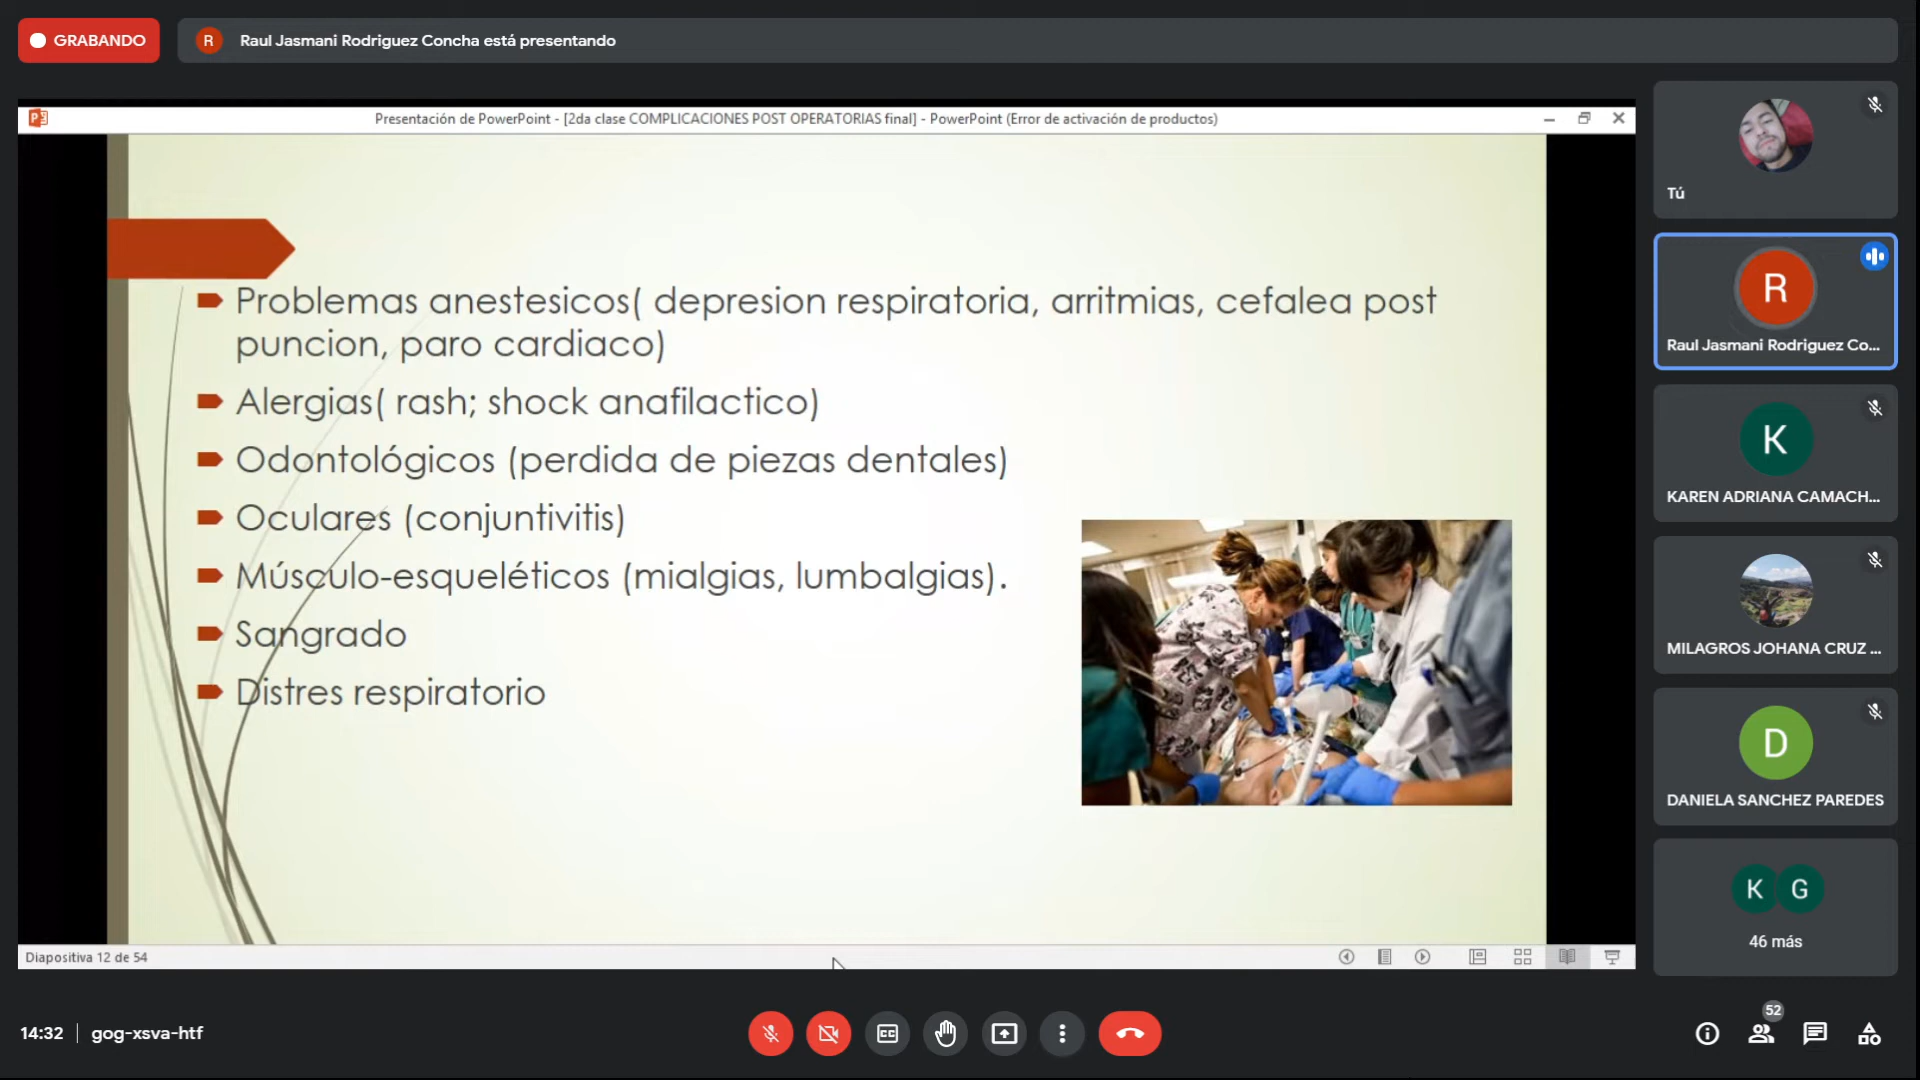 GRABANDO
R Raul Jasmani Rodriguez Concha está presentando
Presentación de PowerPoint - [2da clase COMPLICACIONES POST OPERATORIAS final] - PowerPoint (Error de activación de productos)
Problemas anestesicos( depresion respiratoria, arritmias, cefalea post
puncion, paro cardiaco)
Alergias( rash; shock anafilactico)
Odontológicos (perdida de piezas dentales)
Oculares (conjuntivitis)
Músculo-esqueléticos (mialgias, lumbalgias).
Sangrado
Distres respiratorio
Diapositiva 12 de 54
Tú
R
Raul Jasmani Rodriguez Co...
K
KAREN ADRIANA CAMACH...
MILAGROS JOHANA CRUZ ...
D
DANIELA SANCHEZ PAREDES
K G
46 más
14:32 | gog-xsva-htf
CC
52